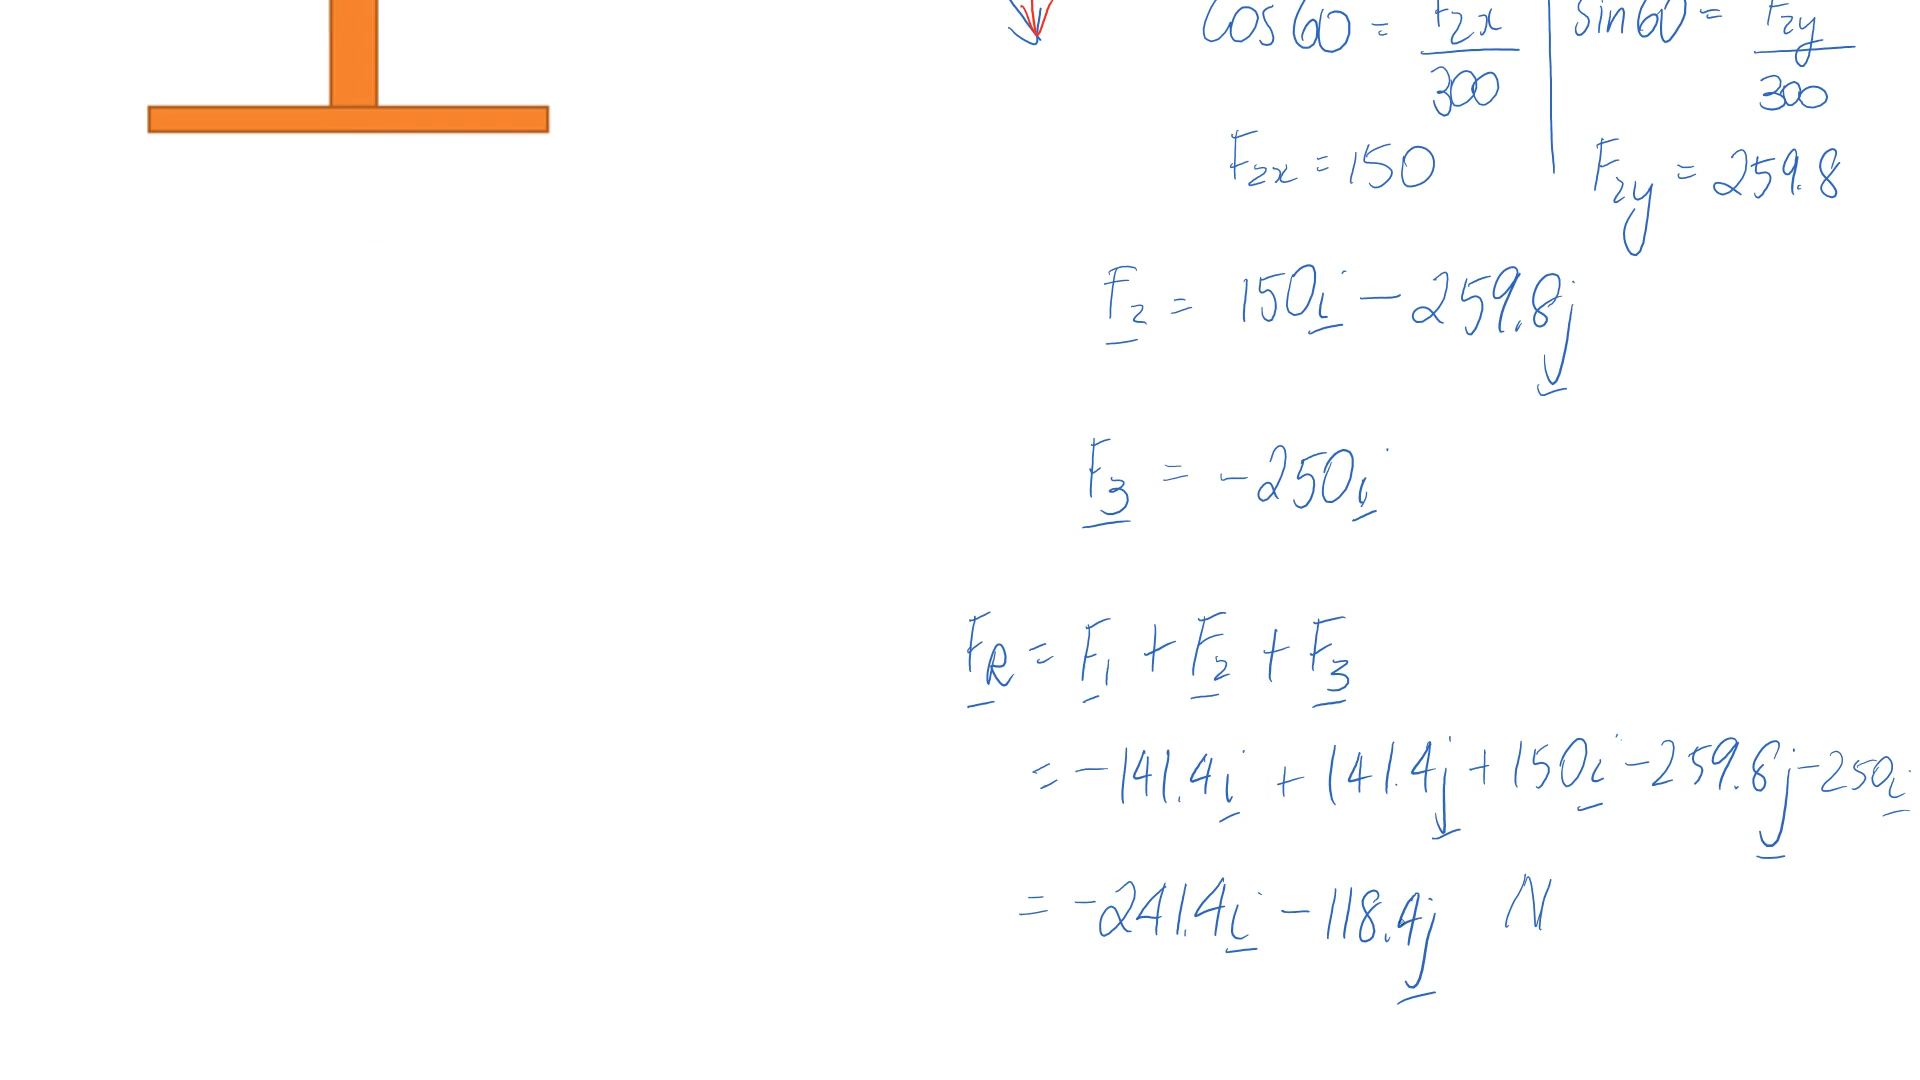 cos 60 = F2x / 300 | sin 60 = F2y / 300
F2x = 150 | F2y = 259.8
F2 = 150i - 259.8j
F3 = -250i
FR = F1 + F2 + F3
= -141.4i + 141.4j + 150i - 259.8j - 250i
= -241.4i - 118.4j N